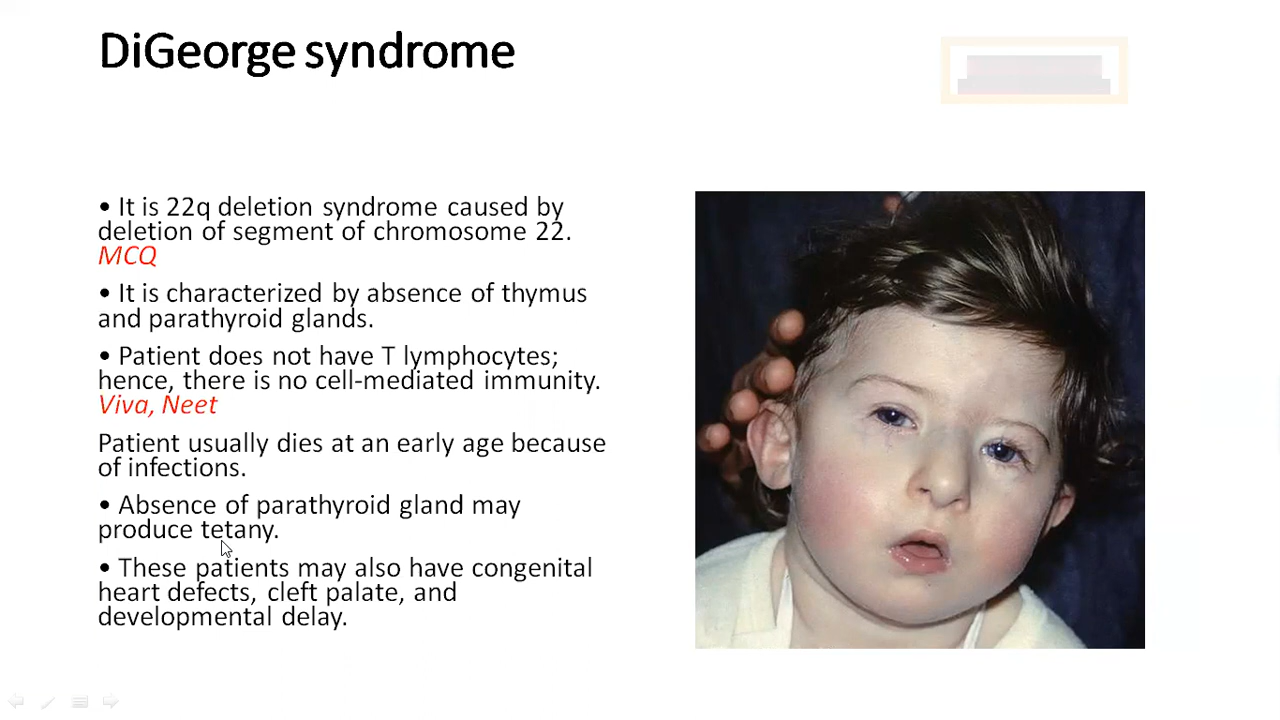 DiGeorge syndrome
• It is 22q deletion syndrome caused by
deletion of segment of chromosome 22.
MCQ
• It is characterized by absence of thymus
and parathyroid glands.
• Patient does not have T lymphocytes;
hence, there is no cell-mediated immunity.
Viva, Neet
Patient usually dies at an early age because
of infections.
• Absence of parathyroid gland may
produce tetany.
• These patients may also have congenital
heart defects, cleft palate, and
developmental delay.